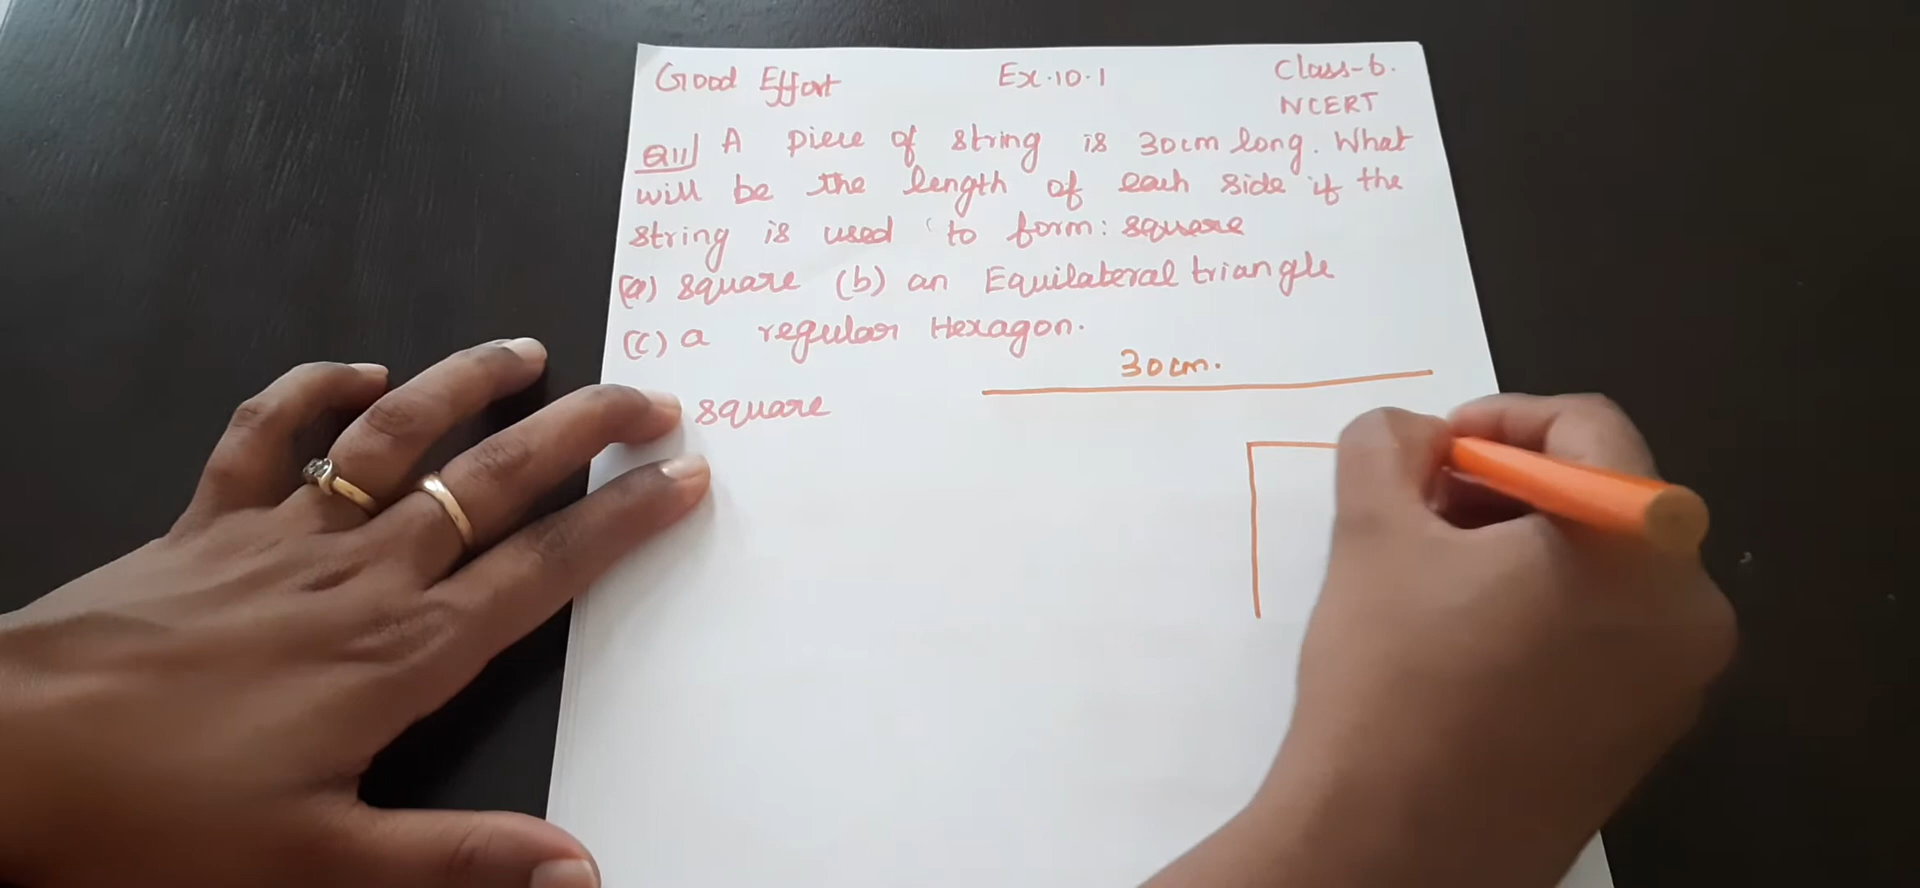 Good Effort Ex.10.1 Class-6.
NCERT
Q11) A piece of string is 30cm long. What
will be the length of each side if the
string is used to form: square
(a) square (b) an Equilateral triangle
(c) a regular Hexagon.
30cm.
square